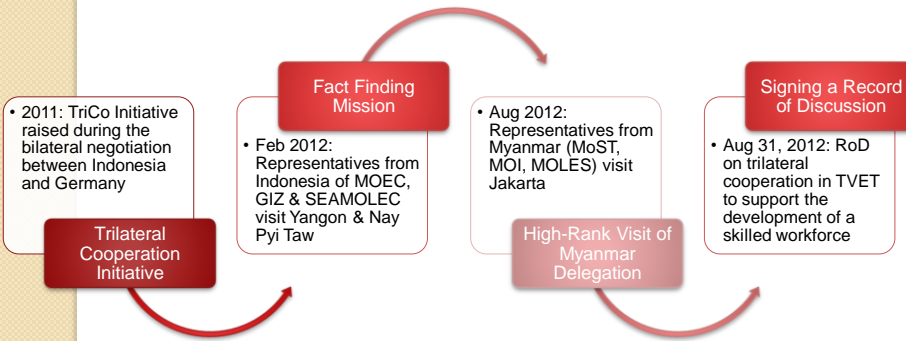 • 2011: TriCo Initiative
raised during the
bilateral negotiation
between Indonesia
and Germany
Trilateral
Cooperation
Initiative
Fact Finding
Mission
• Feb 2012:
Representatives from
Indonesia of MOEC,
GIZ & SEAMOLEC
visit Yangon & Nay
Pyi Taw
• Aug 2012:
Representatives from
Myanmar (MoST,
MOI, MOLES) visit
Jakarta
High-Rank Visit of
Myanmar
Delegation
Signing a Record
of Discussion
• Aug 31, 2012: RoD
on trilateral
cooperation in TVET
to support the
development of a
skilled workforce